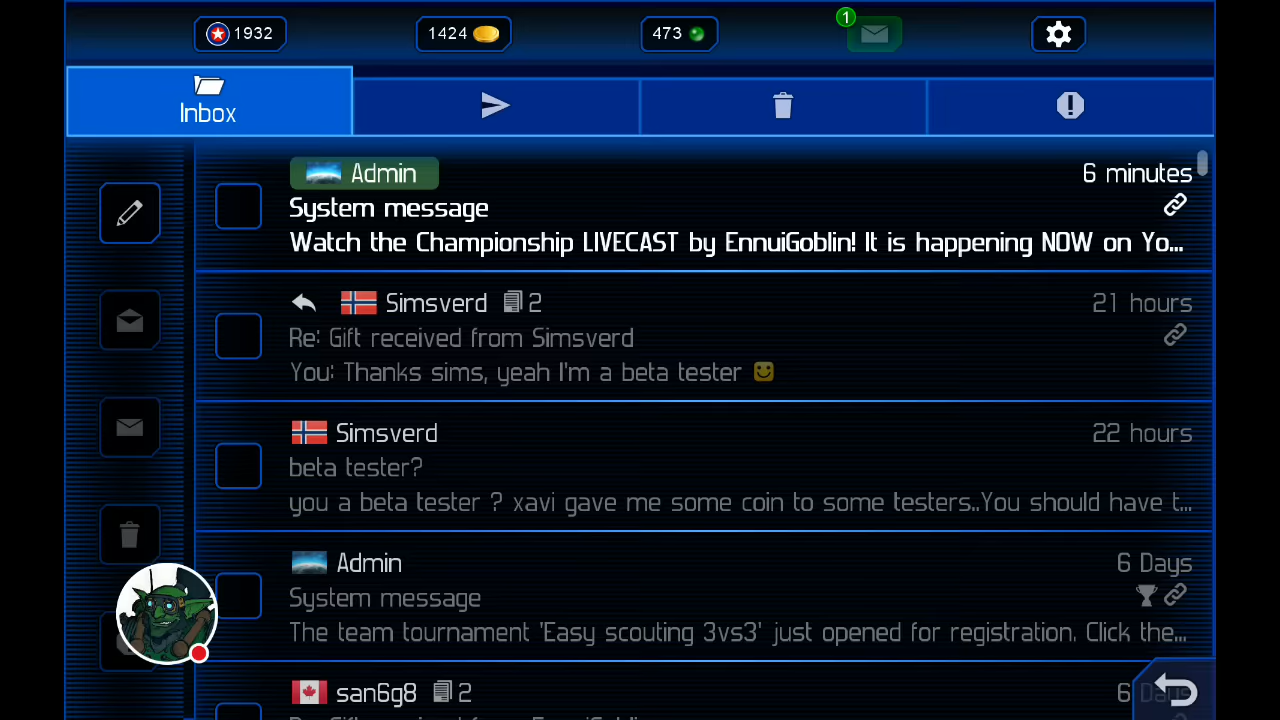 1932
1424
473
1
Inbox
Admin
6 minutes
System message
Watch the Championship LIVECAST by EnnuiGoblin! It is happening NOW on Yo...
Simsverd 2
21 hours
Re: Gift received from Simsverd
You: Thanks sims, yeah I'm a beta tester
Simsverd
22 hours
beta tester?
you a beta tester ? xavi gave me some coin to some testers..You should have t...
Admin
6 Days
System message
The team tournament 'Easy scouting 3vs3' just opened for registration. Click the...
san6g8 2
6 Days